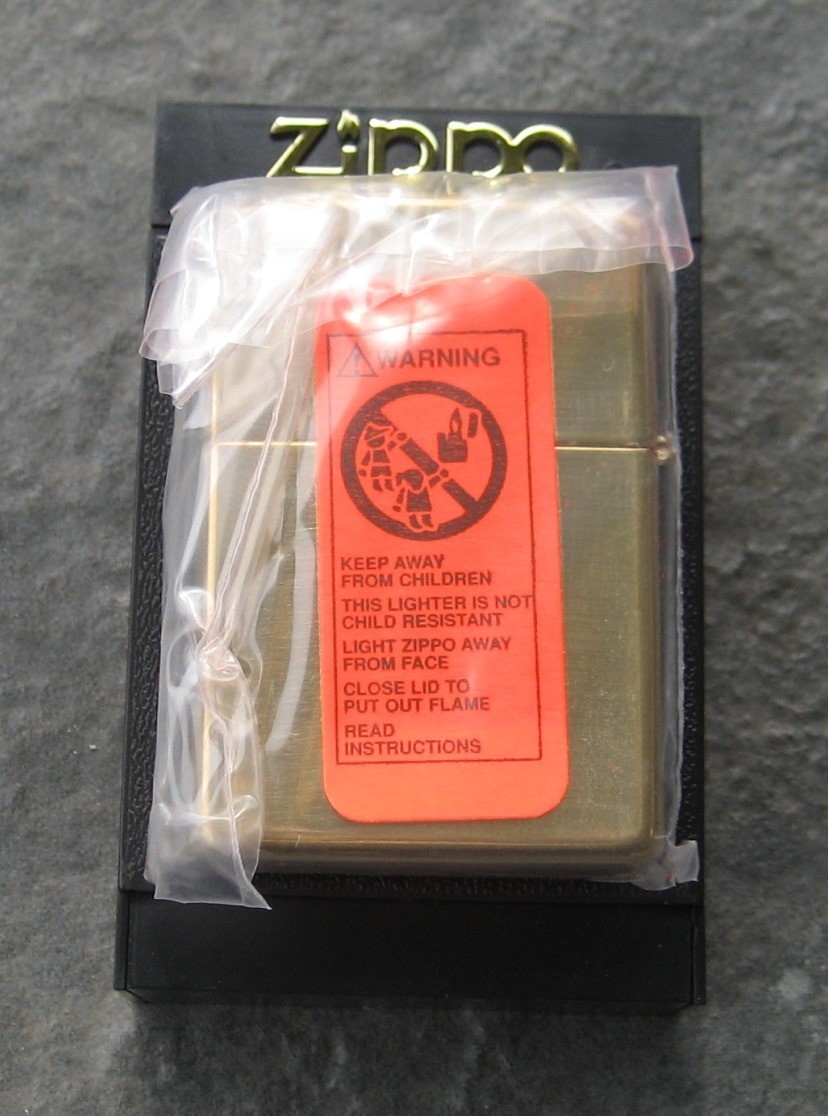 Zippo
WARNING
KEEP AWAY
FROM CHILDREN
THIS LIGHTER IS NOT
CHILD RESISTANT
LIGHT ZIPPO AWAY
FROM FACE
CLOSE LID TO
PUT OUT FLAME
READ
INSTRUCTIONS